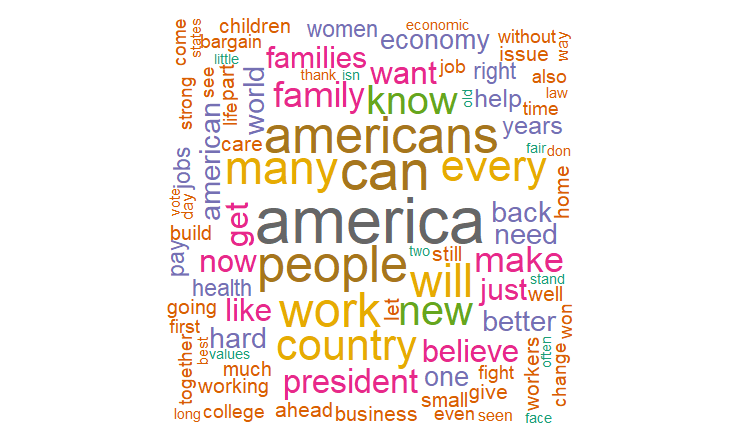 economic
children
women
without
come
states
bargain
economy
issue
way
little
families
see
part
thank
isn
want
job
right
also
strong
life
world
family
know
old
help
law
time
americans
years
care
american
many
can
every
fair
don
jobs
vote
day
get
america
back
home
build
need
pay
now
people
two
still
make
health
will
just
stand
well
going
like
work
let
new
better
won
first
hard
country
believe
often
together
best
values
much
workers
change
working
president
one
fight
give
small
long
college
ahead
business
even
seen
face